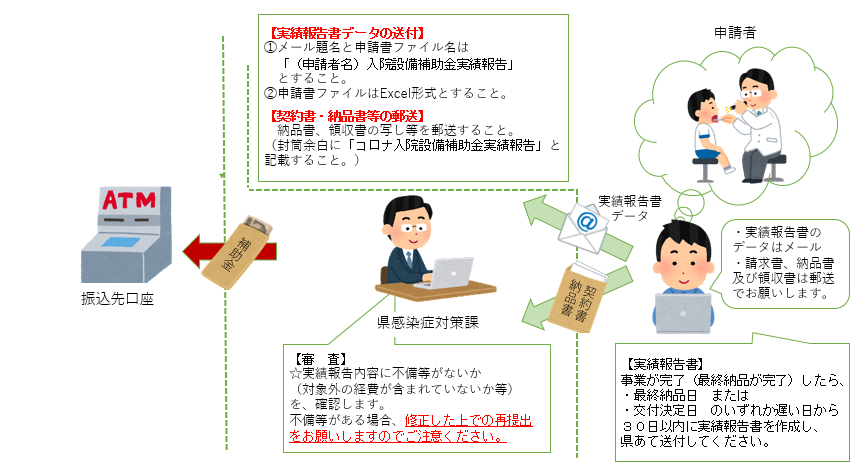 【実績報告書データの送付】
①メール題名と申請書ファイル名は
「（申請者名）入院設備補助金実績報告」
とすること。
②申請書ファイルはExcel形式とすること。
【契約書・納品書等の郵送】
納品書、領収書の写し等を郵送すること。
（封筒余白に「コロナ入院設備補助金実績報告」と
記載すること。）
申請者
ATM
振込先口座
補助金
県感染症対策課
実績報告書
データ
@
契約書
納品書
・実績報告書の
データはメール
・請求書、納品書
及び領収書は郵送
でお願いします。
【審　査】
☆実績報告内容に不備等がないか
（対象外の経費が含まれていないか等）
を、確認します。
不備等がある場合、修正した上での再提出
をお願いしますのでご注意ください。
【実績報告書】
事業が完了（最終納品が完了）したら、
・最終納品日　または
・交付決定日　のいずれか遅い日から
３０日以内に実績報告書を作成し、
県あて送付してください。